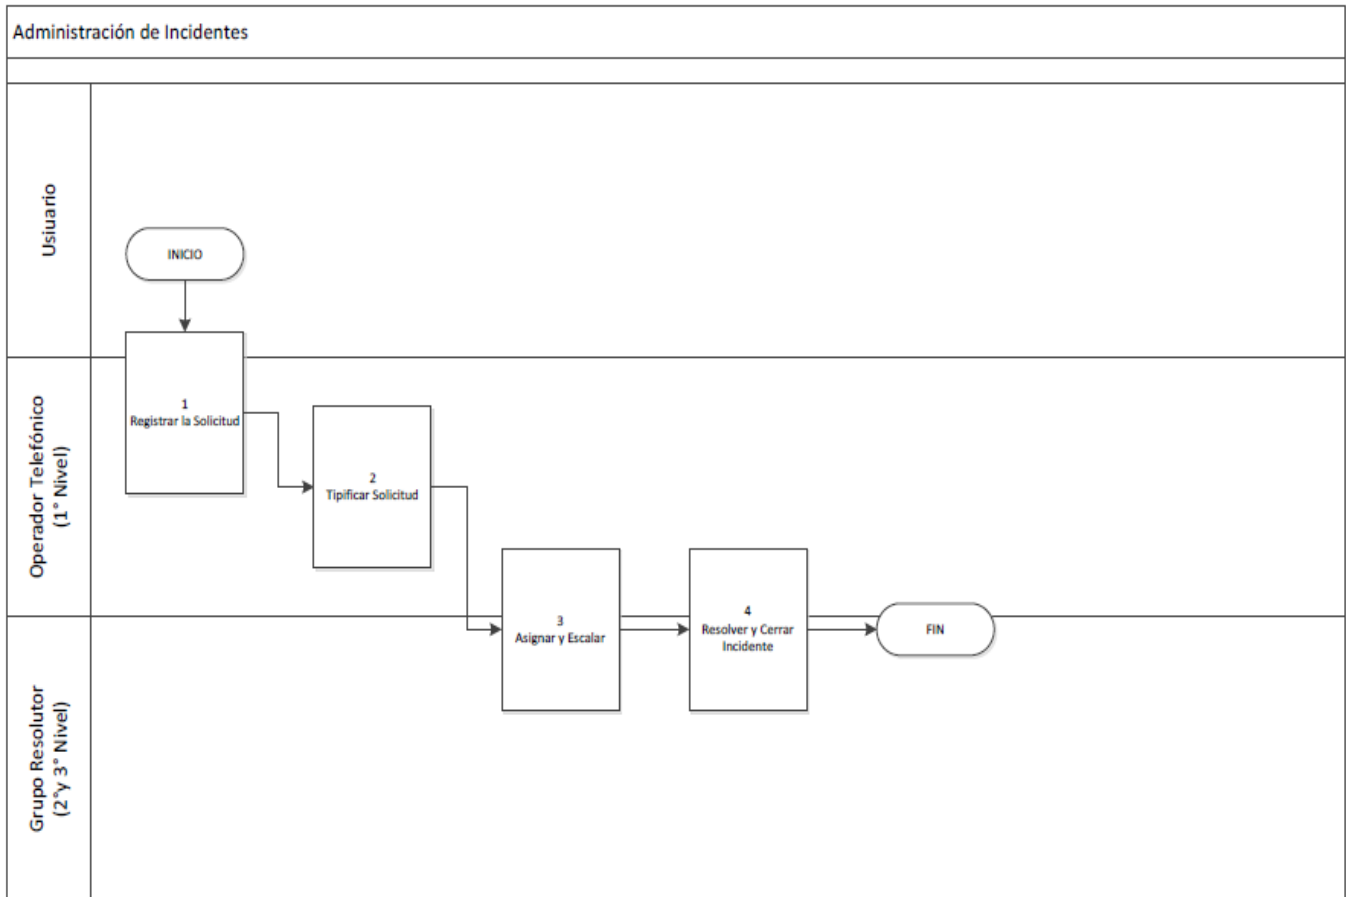 Administración de Incidentes
Usiuario
INICIO
1
Registrar la Solicitud
Operador Telefónico
(1° Nivel)
2
Tipificar Solicitud
3
Asignar y Escalar
4
Resolver y Cerrar
Incidente
FIN
Grupo Resolutor
(2°y 3° Nivel)